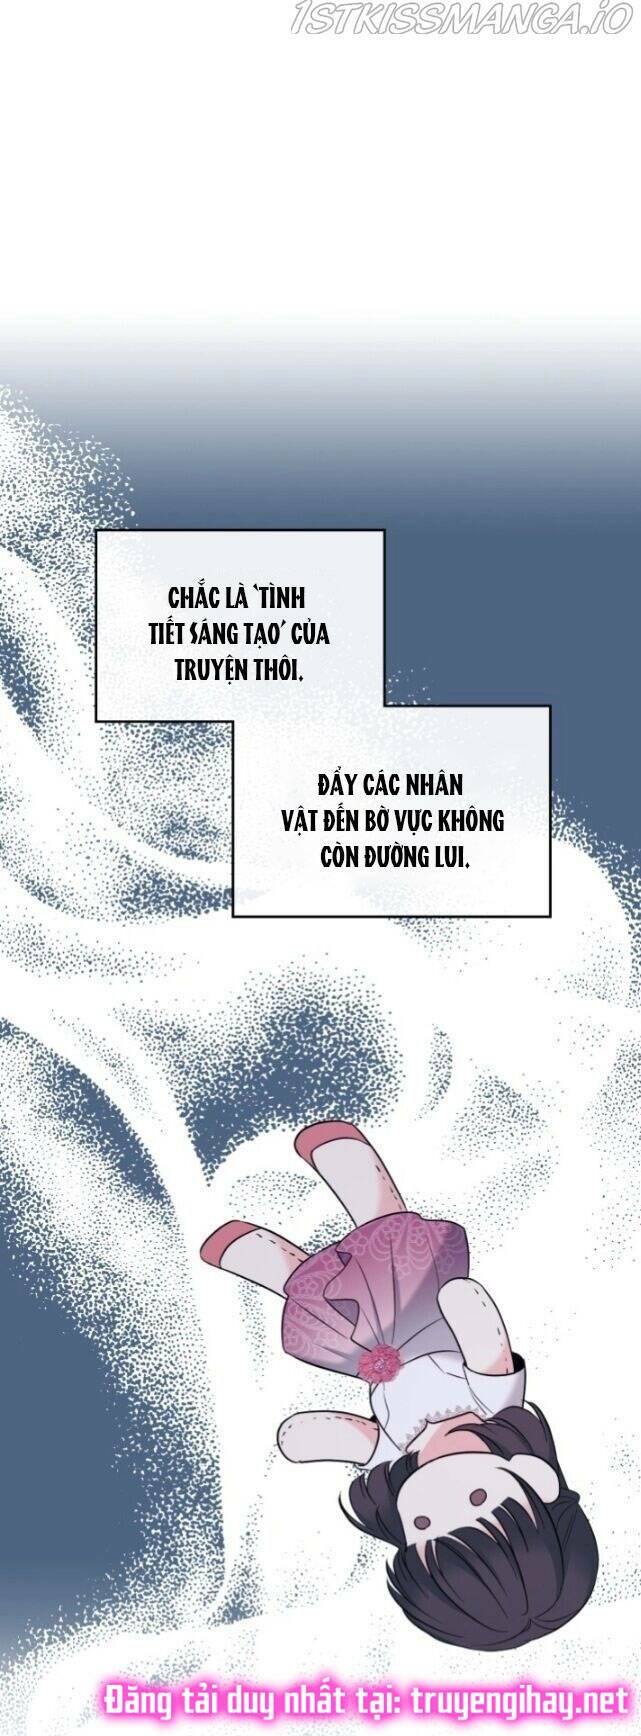 1STKISSMANGA.iO
CHẮC LÀ 'TÌNH
TIẾT SÁNG TẠO' CỦA
TRUYỆN THÔI.
ĐẨY CÁC NHÂN
VẬT ĐẾN BỜ VỰC KHÔNG
CÒN ĐƯỜNG LUI.
Đăng tải duy nhất tại: truyengihay.net